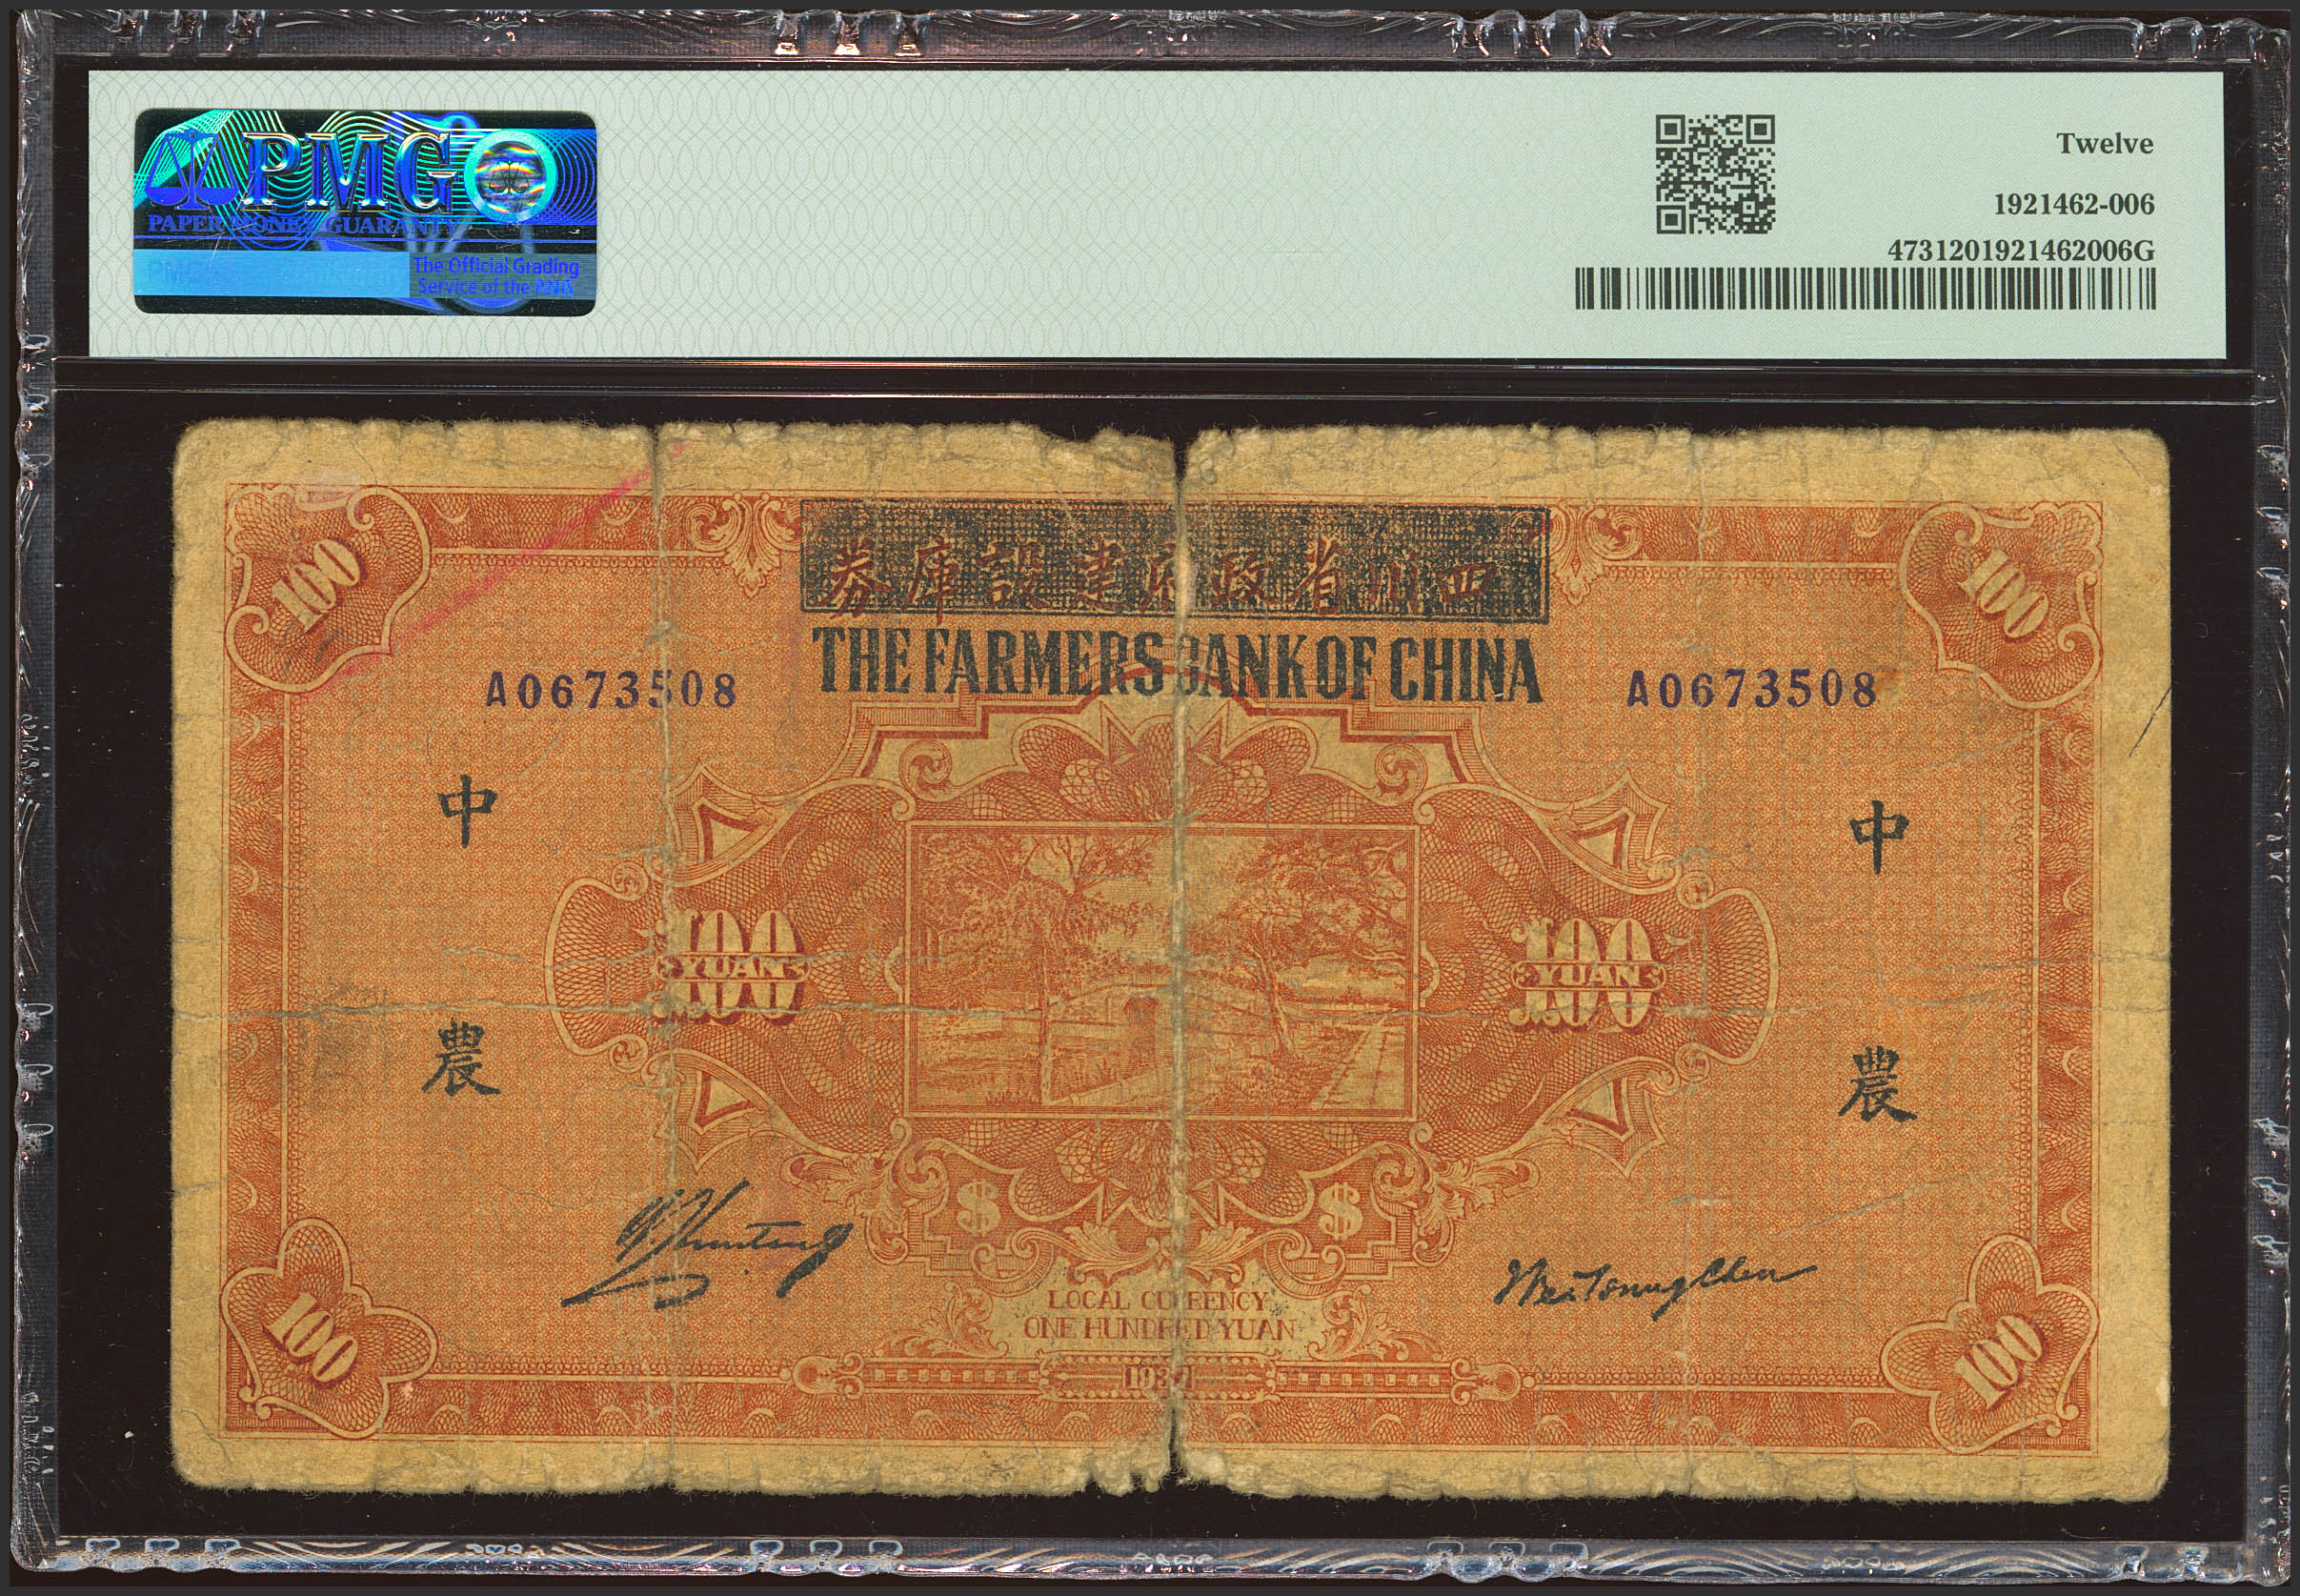 PMG
PAPER MONEY GUARANTY
The Official Grading
Service of the PNG
Twelve
1921462-006
4731201921462006G
100
100
券庫設建府政省川四
THE FARMERS BANK OF CHINA
A0673508
A0673508
中
中
100
YUAN
100
YUAN
農
農
$
$
LOCAL CURRENCY
ONE HUNDRED YUAN
100
100